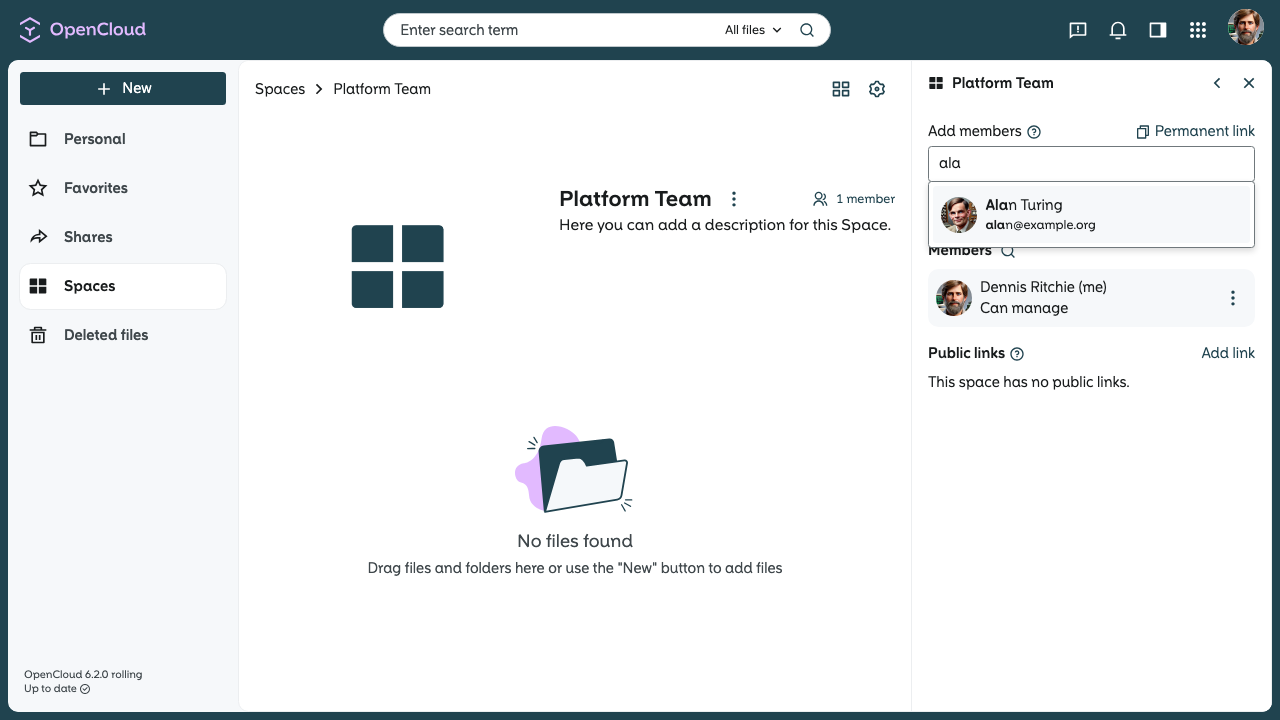 OpenCloud
Enter search term
All files
New
Personal
Favorites
Shares
Spaces
Deleted files
OpenCloud 6.2.0 rolling
Up to date
Spaces
Platform Team
Platform Team
1 member
Here you can add a description for this Space.
No files found
Drag files and folders here or use the "New" button to add files
Platform Team
Add members
Permanent link
ala
Alan Turing
alan@example.org
Members
Dennis Ritchie (me)
Can manage
Public links
Add link
This space has no public links.